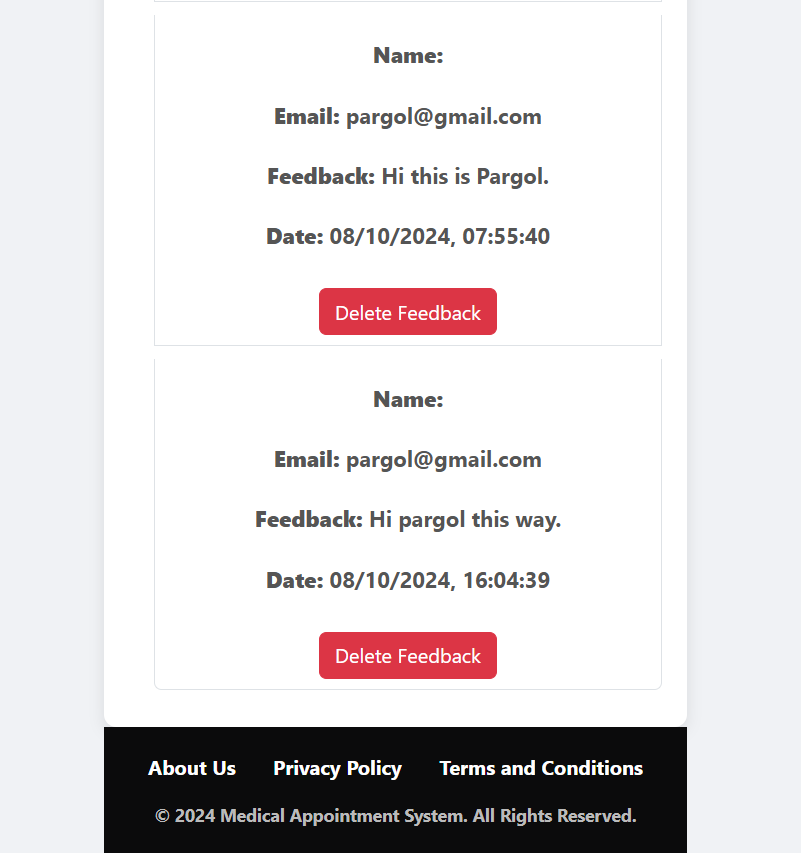 Name:
Email: pargol@gmail.com
Feedback: Hi this is Pargol.
Date: 08/10/2024, 07:55:40
Delete Feedback
Name:
Email: pargol@gmail.com
Feedback: Hi pargol this way.
Date: 08/10/2024, 16:04:39
Delete Feedback
About Us Privacy Policy Terms and Conditions
© 2024 Medical Appointment System. All Rights Reserved.